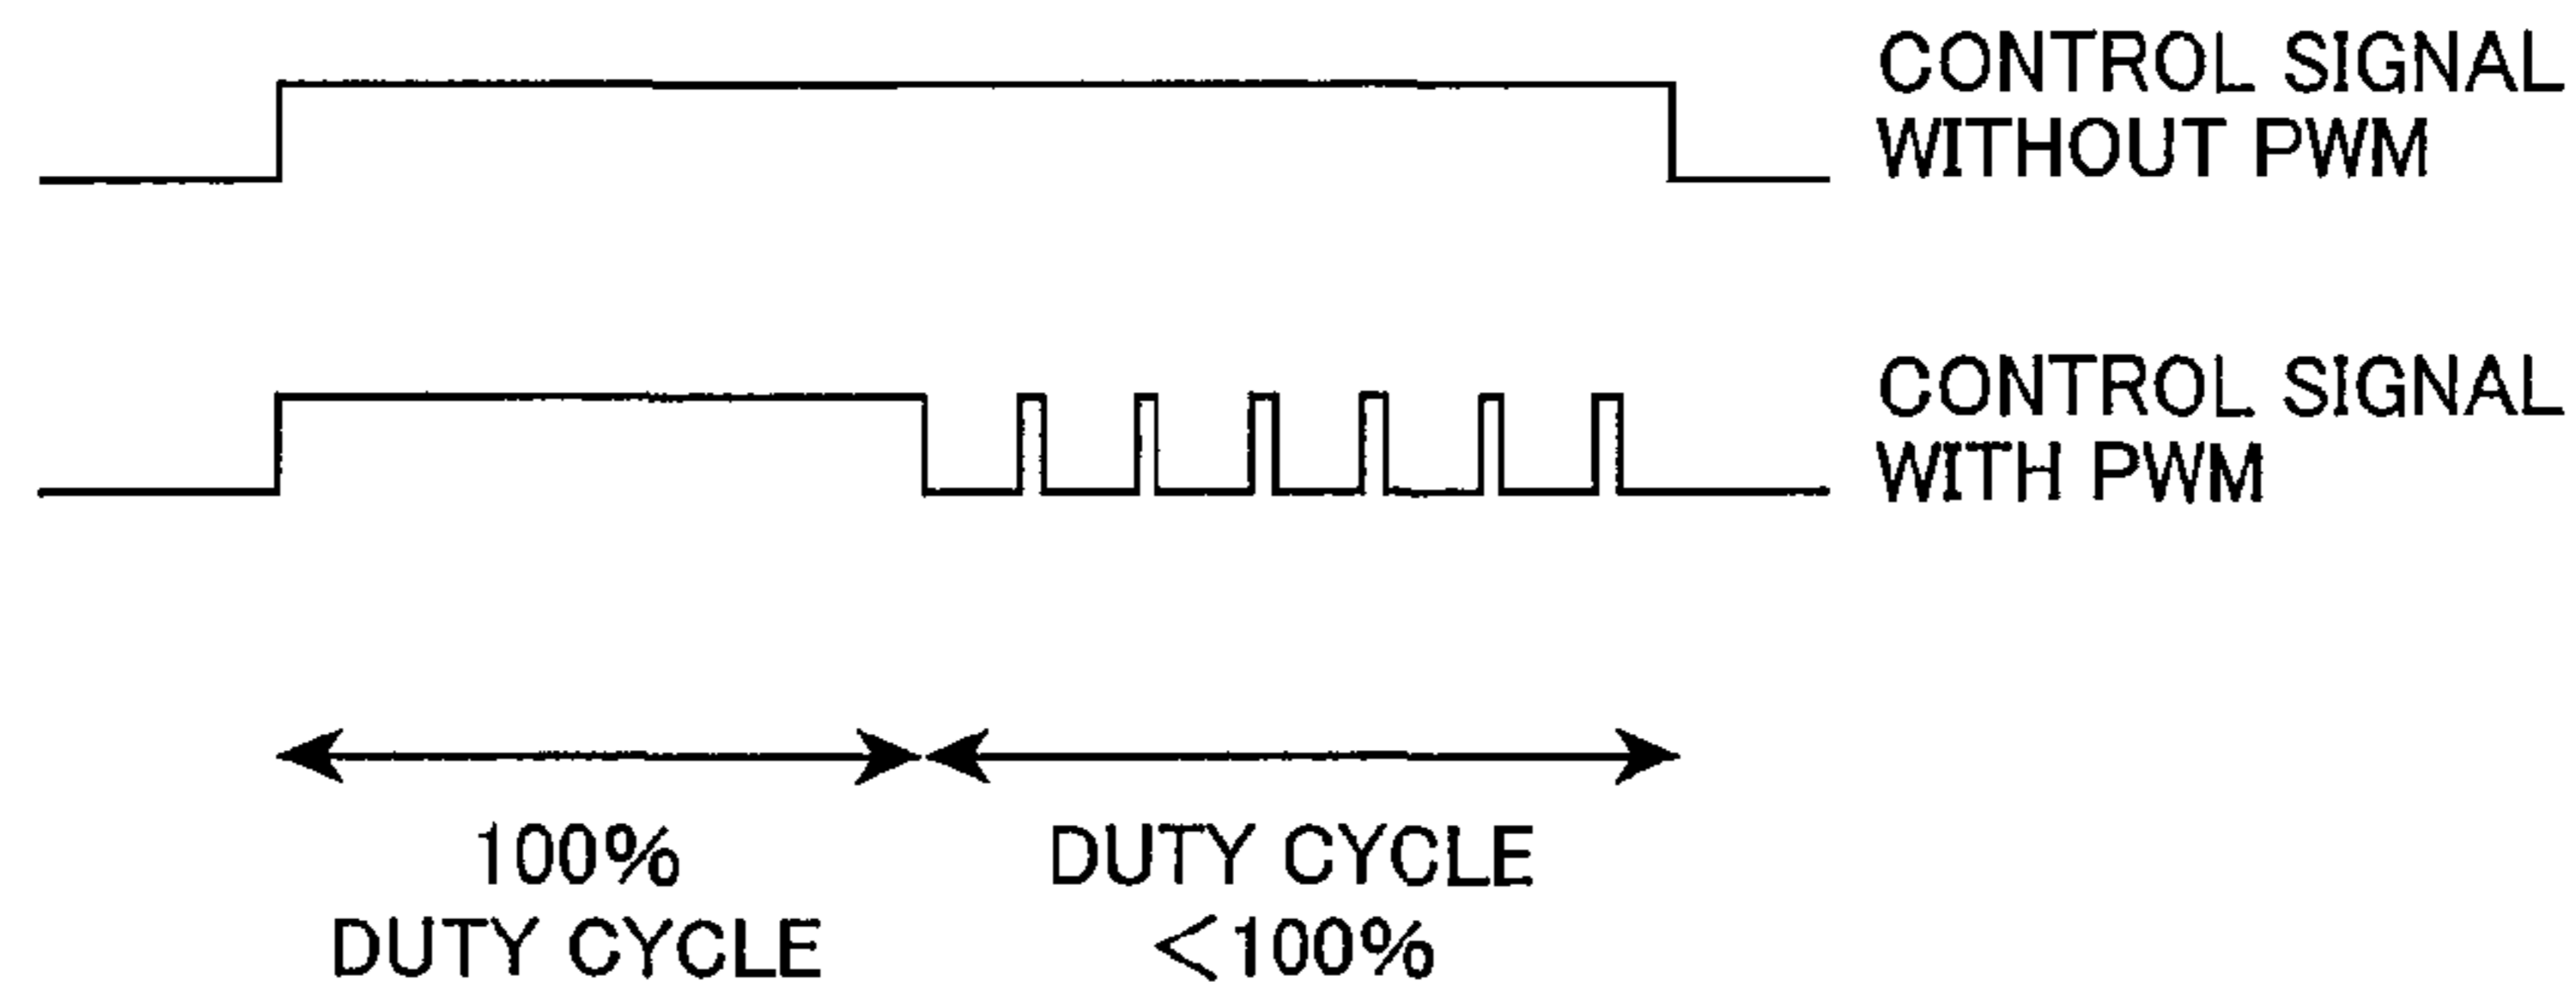 CONTROL SIGNAL
WITHOUT PWM
CONTROL SIGNAL
WITH PWM
100%
DUTY CYCLE
DUTY CYCLE
<100%